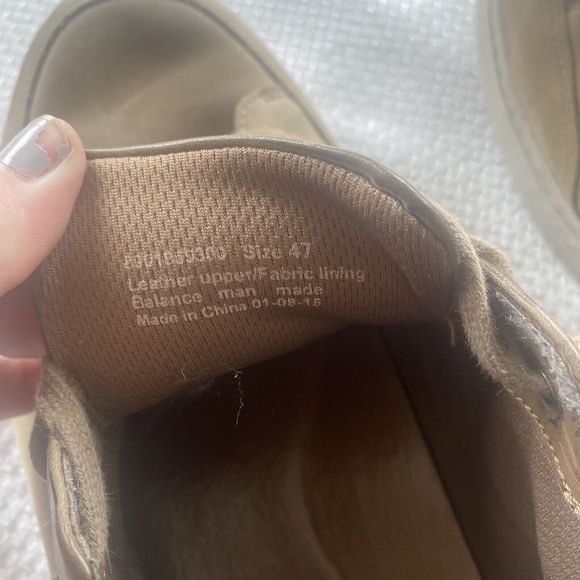 Size 47
Leather upper/Fabric lining
Balance man made
Made in China 01-08-15